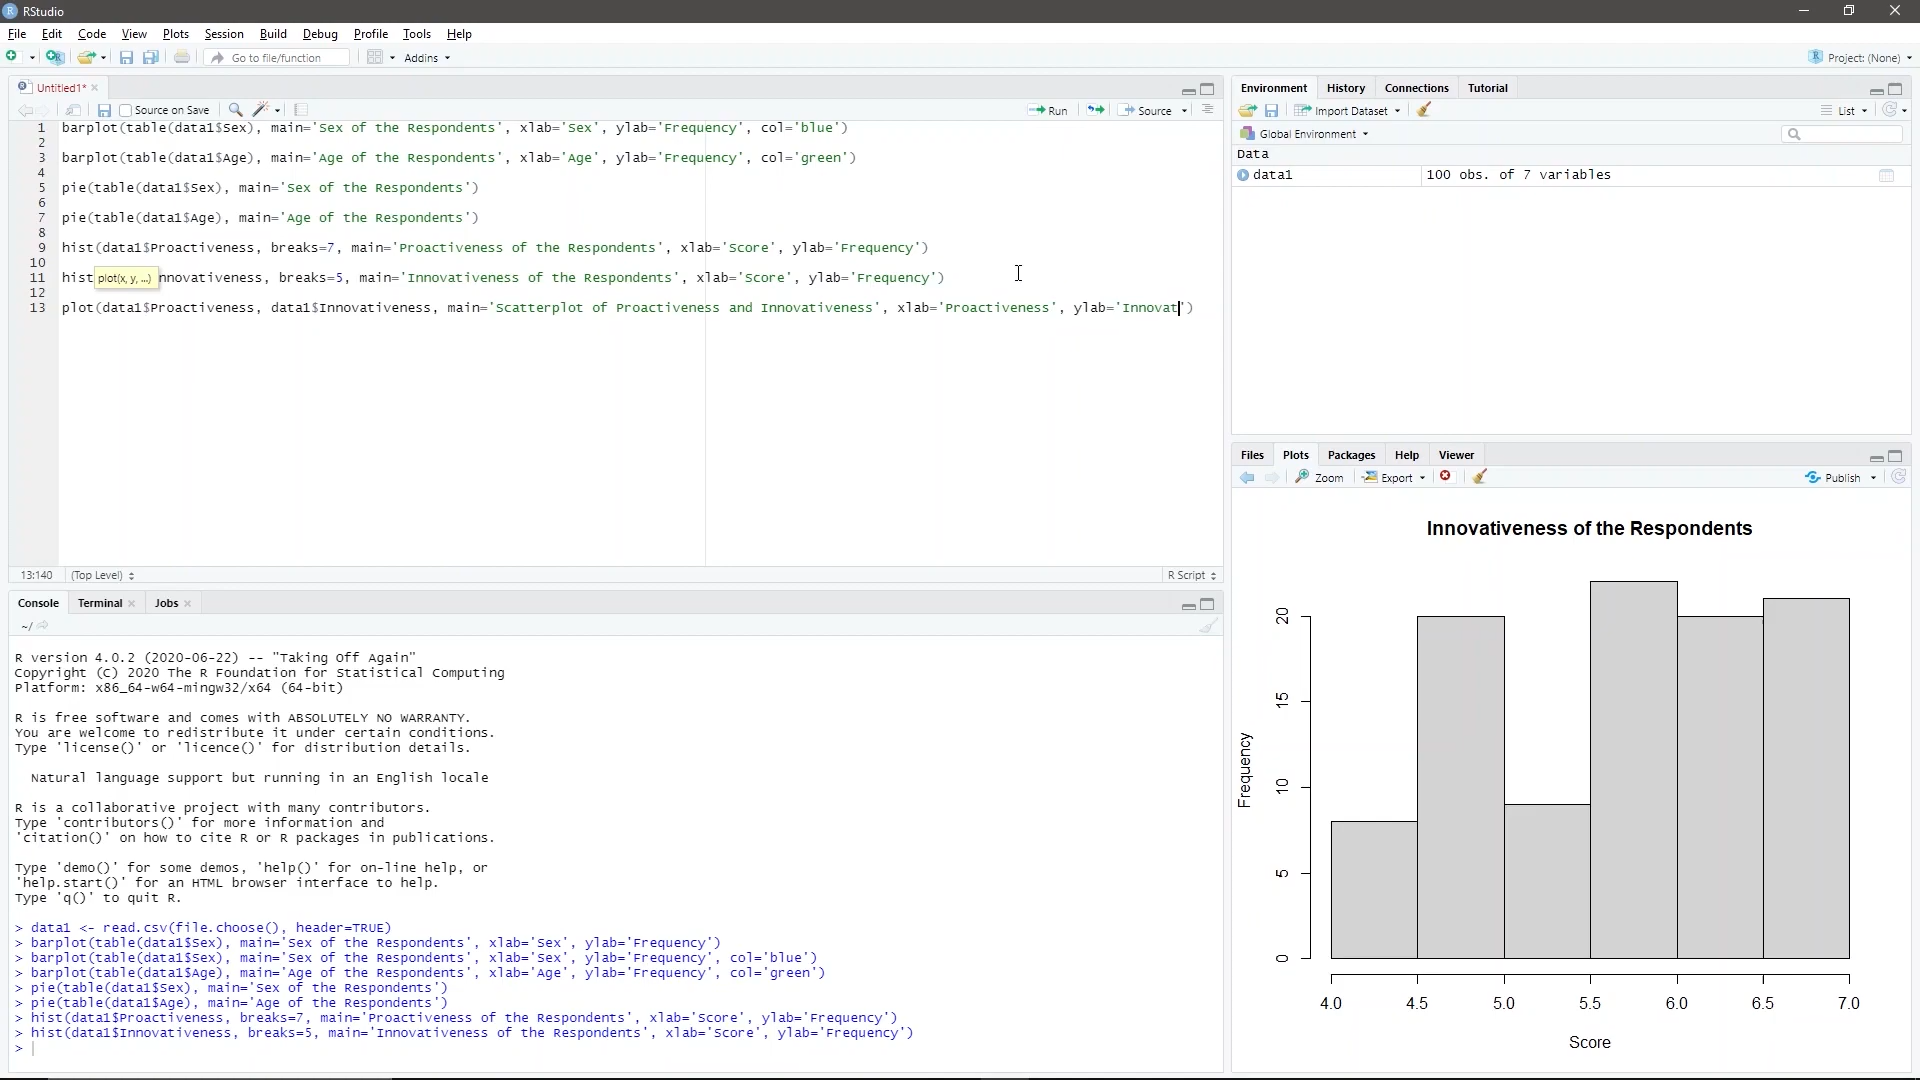 RStudio
File Edit Code View Plots Session Build Debug Profile Tools Help
Go to file/function Addins Project: (None)
Untitled1*
Source on Save Run Source
1 barplot(table(data1$Sex), main='Sex of the Respondents', xlab='Sex', ylab='Frequency', col='blue')
2
3 barplot(table(data1$Age), main='Age of the Respondents', xlab='Age', ylab='Frequency', col='green')
4
5 pie(table(data1$Sex), main='Sex of the Respondents')
6
7 pie(table(data1$Age), main='Age of the Respondents')
8
9 hist(data1$Proactiveness, breaks=7, main='Proactiveness of the Respondents', xlab='Score', ylab='Frequency')
10
11 hist plot(x, y, ...) nnovativeness, breaks=5, main='Innovativeness of the Respondents', xlab='Score', ylab='Frequency')
12
13 plot(data1$Proactiveness, data1$Innovativeness, main='Scatterplot of Proactiveness and Innovativeness', xlab='Proactiveness', ylab='Innovat')
13:140 (Top Level) R Script
Console Terminal Jobs
~/
R version 4.0.2 (2020-06-22) -- "Taking Off Again"
Copyright (C) 2020 The R Foundation for Statistical Computing
Platform: x86_64-w64-mingw32/x64 (64-bit)
R is free software and comes with ABSOLUTELY NO WARRANTY.
You are welcome to redistribute it under certain conditions.
Type 'license()' or 'licence()' for distribution details.
Natural language support but running in an English locale
R is a collaborative project with many contributors.
Type 'contributors()' for more information and
'citation()' on how to cite R or R packages in publications.
Type 'demo()' for some demos, 'help()' for on-line help, or
'help.start()' for an HTML browser interface to help.
Type 'q()' to quit R.
> data1 <- read.csv(file.choose(), header=TRUE)
> barplot(table(data1$Sex), main='Sex of the Respondents', xlab='Sex', ylab='Frequency')
> barplot(table(data1$Sex), main='Sex of the Respondents', xlab='Sex', ylab='Frequency', col='blue')
> barplot(table(data1$Age), main='Age of the Respondents', xlab='Age', ylab='Frequency', col='green')
> pie(table(data1$Sex), main='Sex of the Respondents')
> pie(table(data1$Age), main='Age of the Respondents')
> hist(data1$Proactiveness, breaks=7, main='Proactiveness of the Respondents', xlab='Score', ylab='Frequency')
> hist(data1$Innovativeness, breaks=5, main='Innovativeness of the Respondents', xlab='Score', ylab='Frequency')
>
Environment History Connections Tutorial
Import Dataset List
Global Environment
Data
data1 100 obs. of 7 variables
Files Plots Packages Help Viewer
Zoom Export Publish
Innovativeness of the Respondents
Frequency
20
15
10
5
0
4.0 4.5 5.0 5.5 6.0 6.5 7.0
Score